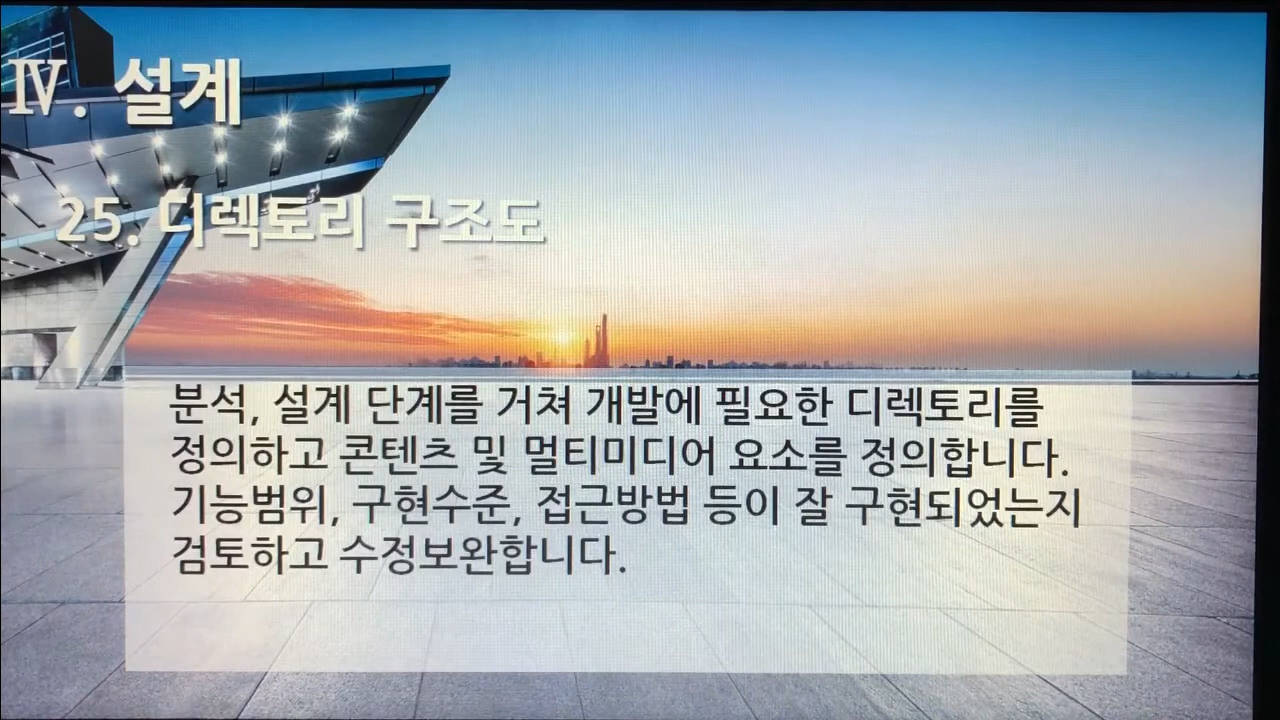 Ⅳ. 설계
25. 디렉토리 구조도
분석, 설계 단계를 거쳐 개발에 필요한 디렉토리를
정의하고 콘텐츠 및 멀티미디어 요소를 정의합니다.
기능범위, 구현수준, 접근방법 등이 잘 구현되었는지
검토하고 수정보완합니다.